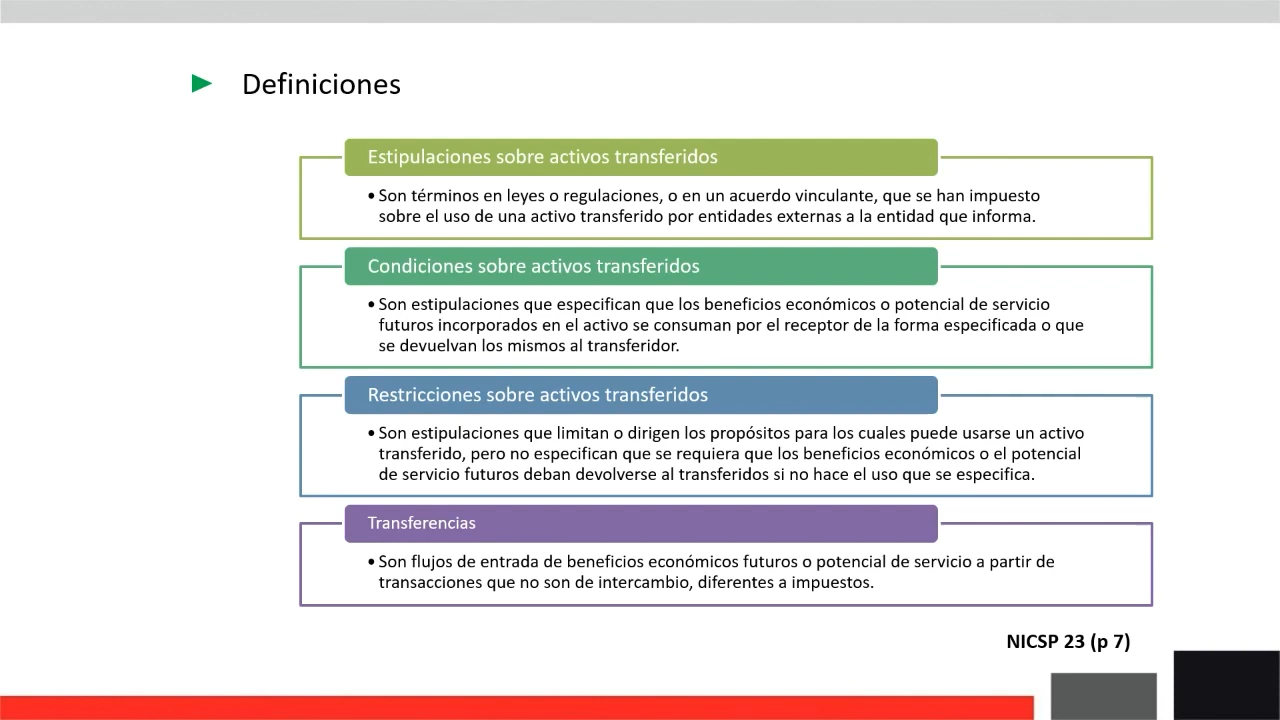 Definiciones
Estipulaciones sobre activos transferidos
• Son términos en leyes o regulaciones, o en un acuerdo vinculante, que se han impuesto
sobre el uso de una activo transferido por entidades externas a la entidad que informa.
Condiciones sobre activos transferidos
• Son estipulaciones que especifican que los beneficios económicos o potencial de servicio
futuros incorporados en el activo se consuman por el receptor de la forma especificada o que
se devuelvan los mismos al transferidor.
Restricciones sobre activos transferidos
• Son estipulaciones que limitan o dirigen los propósitos para los cuales puede usarse un activo
transferido, pero no especifican que se requiera que los beneficios económicos o el potencial
de servicio futuros deban devolverse al transferidos si no hace el uso que se especifica.
Transferencias
• Son flujos de entrada de beneficios económicos futuros o potencial de servicio a partir de
transacciones que no son de intercambio, diferentes a impuestos.
NICSP 23 (p 7)